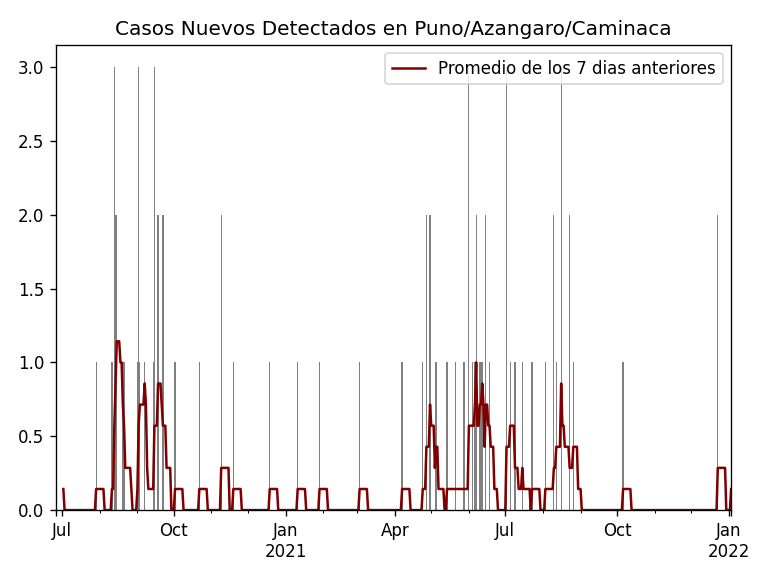 Casos Nuevos Detectados en Puno/Azangaro/Caminaca
Promedio de los 7 dias anteriores
3.0
2.5
2.0
1.5
1.0
0.5
0.0
Jul Oct Jan Apr Jul Oct Jan
2021 2022